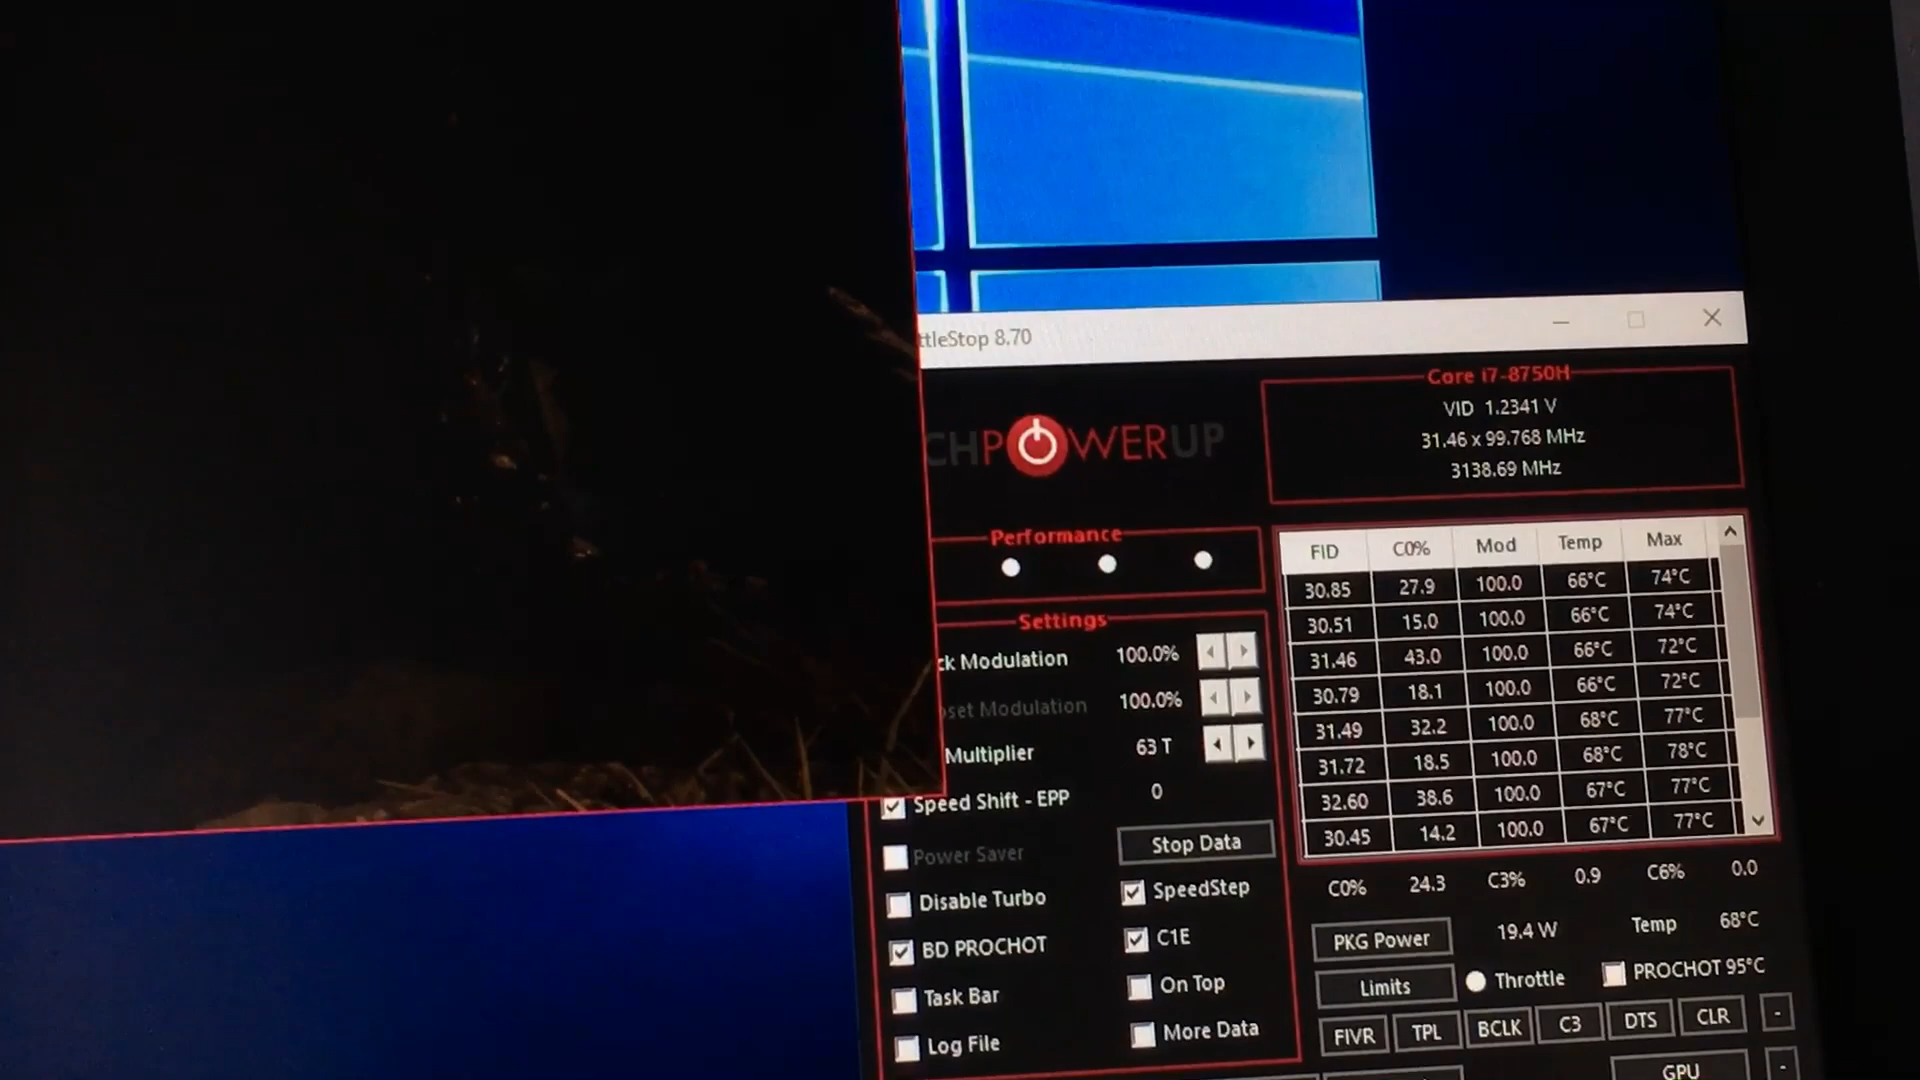 ttleStop 8.70
CHPOWERUP
Core i7-8750H
VID 1.2341 V
31.46 x 99.768 MHz
3138.69 MHz
Performance
Settings
ck Modulation 100.0%
set Modulation 100.0%
Multiplier 63 T
Speed Shift - EPP 0
Power Saver Stop Data
Disable Turbo SpeedStep
BD PROCHOT C1E
Task Bar On Top
Log File More Data
FID C0% Mod Temp Max
30.85 27.9 100.0 66°C 74°C
30.51 15.0 100.0 66°C 74°C
31.46 43.0 100.0 66°C 72°C
30.79 18.1 100.0 66°C 72°C
31.49 32.2 100.0 68°C 77°C
31.72 18.5 100.0 68°C 78°C
32.60 38.6 100.0 67°C 77°C
30.45 14.2 100.0 67°C 77°C
C0% 24.3 C3% 0.9 C6% 0.0
PKG Power 19.4 W Temp 68°C
Limits Throttle PROCHOT 95°C
FIVR TPL BCLK C3 DTS CLR -
GPU -